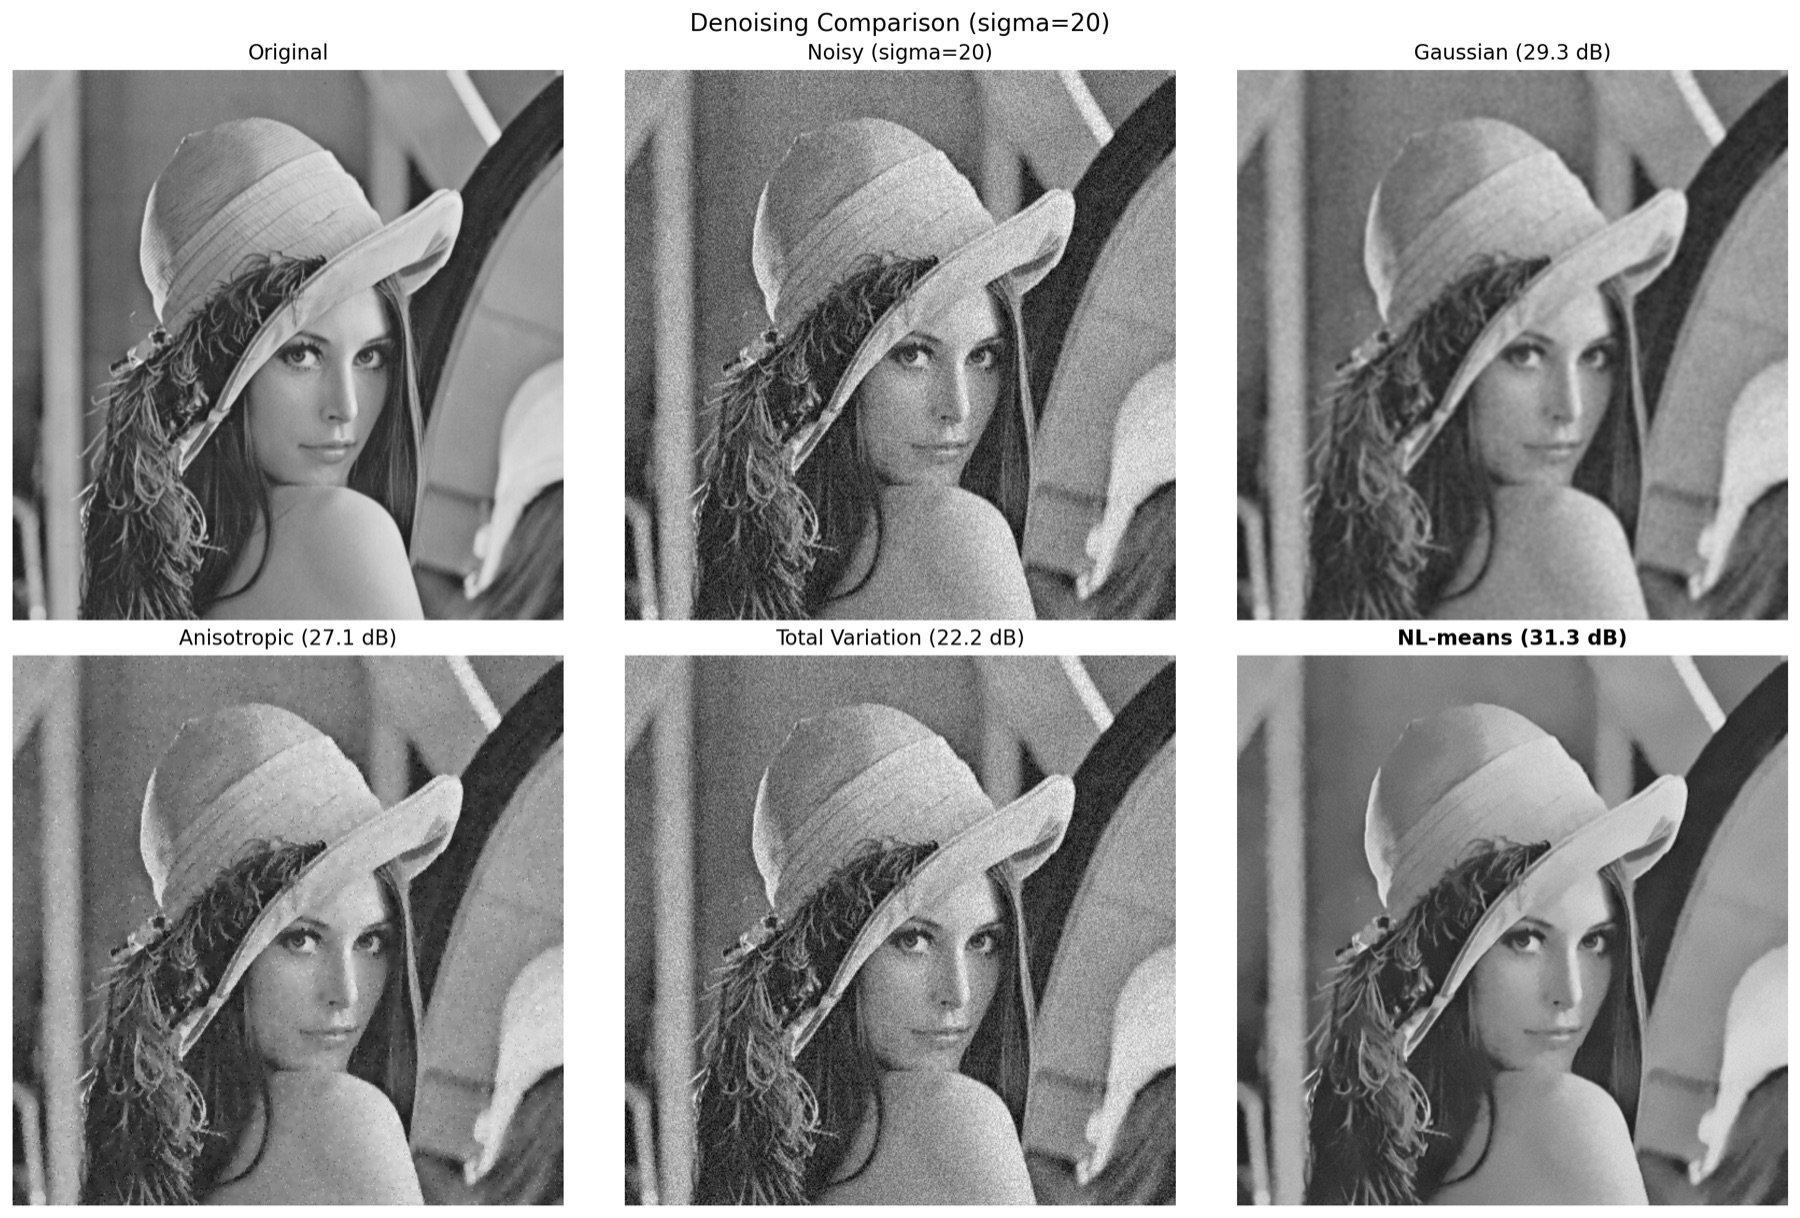 Denoising Comparison (sigma=20)
Original
Noisy (sigma=20)
Gaussian (29.3 dB)
Anisotropic (27.1 dB)
Total Variation (22.2 dB)
NL-means (31.3 dB)